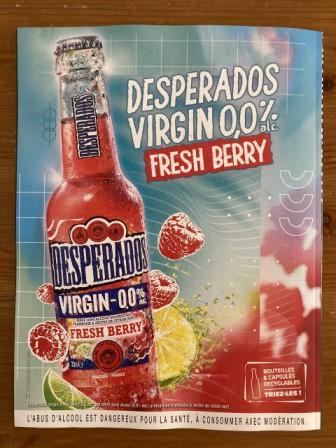 DESPERADOS
VIRGIN 0,0% alc.
FRESH BERRY
DESPERADOS
DESPERADOS
VIRGIN-0.0%
FRESH BERRY
BOUTEILLES
& CAPSULES
RECYCLABLES
TRIEZ-LES !
L'ABUS D'ALCOOL EST DANGEREUX POUR LA SANTÉ, À CONSOMMER AVEC MODÉRATION.